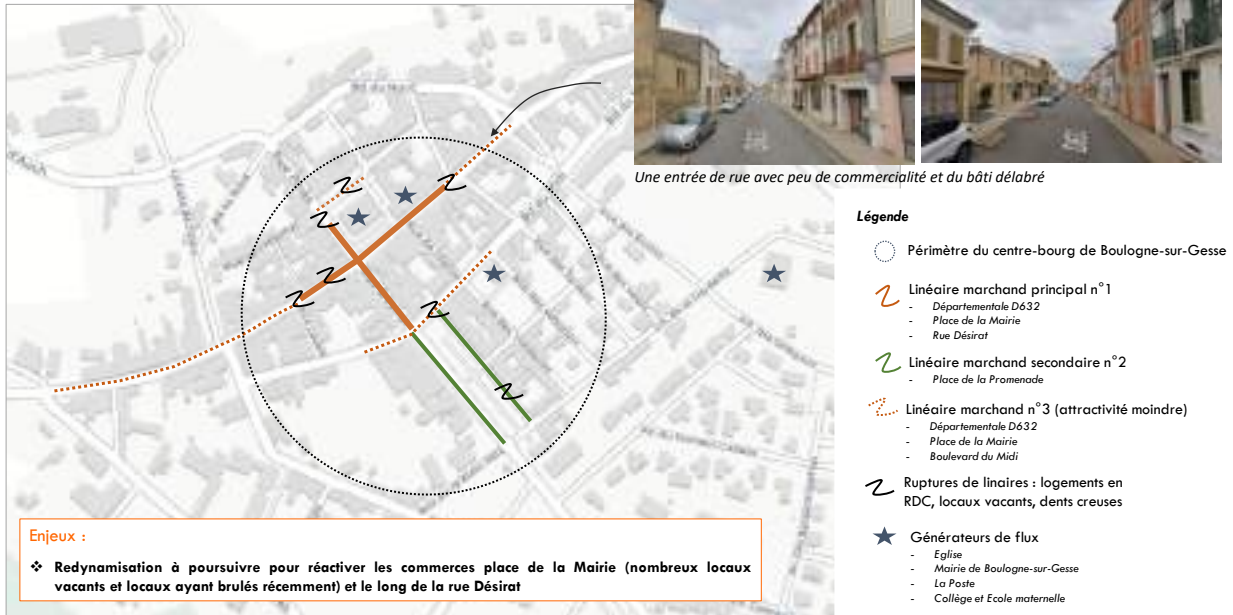 Bd du Nord
Une entrée de rue avec peu de commercialité et du bâti délabré
Légende
Périmètre du centre-bourg de Boulogne-sur-Gesse
Linéaire marchand principal n°1
- Départementale D632
- Place de la Mairie
- Rue Désirat
Linéaire marchand secondaire n°2
- Place de la Promenade
Linéaire marchand n°3 (attractivité moindre)
- Départementale D632
- Place de la Mairie
- Boulevard du Midi
Ruptures de linaires : logements en
RDC, locaux vacants, dents creuses
Générateurs de flux
- Eglise
- Mairie de Boulogne-sur-Gesse
- La Poste
- Collège et Ecole maternelle
Enjeux :
❖ Redynamisation à poursuivre pour réactiver les commerces place de la Mairie (nombreux locaux
vacants et locaux ayant brulés récemment) et le long de la rue Désirat